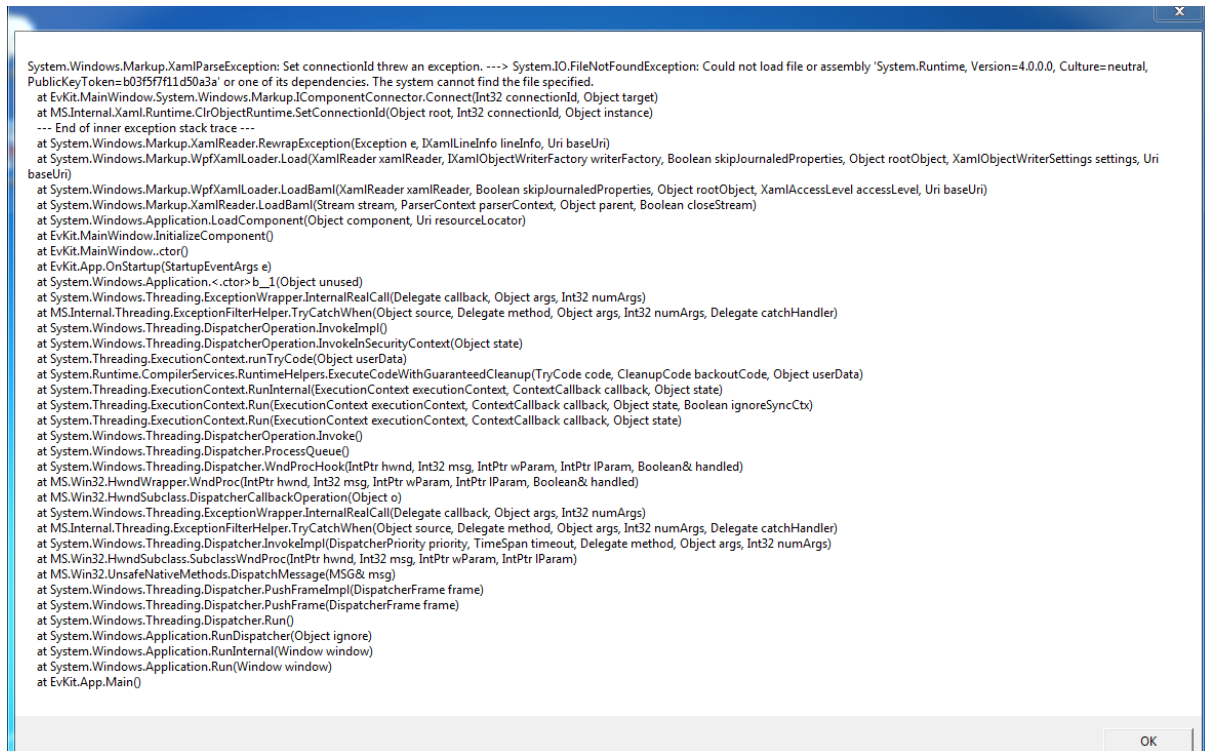 x
System.Windows.Markup.XamlParseException: Set connectionId threw an exception. ---> System.IO.FileNotFoundException: Could not load file or assembly 'System.Runtime, Version=4.0.0.0, Culture=neutral,
PublicKeyToken=b03f5f7f11d50a3a' or one of its dependencies. The system cannot find the file specified.
at EvKit.MainWindow.System.Windows.Markup.IComponentConnector.Connect(Int32 connectionId, Object target)
at MS.Internal.Xaml.Runtime.ClrObjectRuntime.SetConnectionId(Object root, Int32 connectionId, Object instance)
--- End of inner exception stack trace ---
at System.Windows.Markup.XamlReader.RewrapException(Exception e, IXamlLineInfo lineInfo, Uri baseUri)
at System.Windows.Markup.WpfXamlLoader.Load(XamlReader xamlReader, IXamlObjectWriterFactory writerFactory, Boolean skipJournaledProperties, Object rootObject, XamlObjectWriterSettings settings, Uri
baseUri)
at System.Windows.Markup.WpfXamlLoader.LoadBaml(XamlReader xamlReader, Boolean skipJournaledProperties, Object rootObject, XamlAccessLevel accessLevel, Uri baseUri)
at System.Windows.Markup.XamlReader.LoadBaml(Stream stream, ParserContext parserContext, Object parent, Boolean closeStream)
at System.Windows.Application.LoadComponent(Object component, Uri resourceLocator)
at EvKit.MainWindow.InitializeComponent()
at EvKit.MainWindow..ctor()
at EvKit.App.OnStartup(StartupEventArgs e)
at System.Windows.Application.<.ctor>b__1(Object unused)
at System.Windows.Threading.ExceptionWrapper.InternalRealCall(Delegate callback, Object args, Int32 numArgs)
at MS.Internal.Threading.ExceptionFilterHelper.TryCatchWhen(Object source, Delegate method, Object args, Int32 numArgs, Delegate catchHandler)
at System.Windows.Threading.DispatcherOperation.InvokeImpl()
at System.Windows.Threading.DispatcherOperation.InvokeInSecurityContext(Object state)
at System.Threading.ExecutionContext.runTryCode(Object userData)
at System.Runtime.CompilerServices.RuntimeHelpers.ExecuteCodeWithGuaranteedCleanup(TryCode code, CleanupCode backoutCode, Object userData)
at System.Threading.ExecutionContext.RunInternal(ExecutionContext executionContext, ContextCallback callback, Object state)
at System.Threading.ExecutionContext.Run(ExecutionContext executionContext, ContextCallback callback, Object state, Boolean ignoreSyncCtx)
at System.Threading.ExecutionContext.Run(ExecutionContext executionContext, ContextCallback callback, Object state)
at System.Windows.Threading.DispatcherOperation.Invoke()
at System.Windows.Threading.Dispatcher.ProcessQueue()
at System.Windows.Threading.Dispatcher.WndProcHook(IntPtr hwnd, Int32 msg, IntPtr wParam, IntPtr lParam, Boolean& handled)
at MS.Win32.HwndWrapper.WndProc(IntPtr hwnd, Int32 msg, IntPtr wParam, IntPtr lParam, Boolean& handled)
at MS.Win32.HwndSubclass.DispatcherCallbackOperation(Object o)
at System.Windows.Threading.ExceptionWrapper.InternalRealCall(Delegate callback, Object args, Int32 numArgs)
at MS.Internal.Threading.ExceptionFilterHelper.TryCatchWhen(Object source, Delegate method, Object args, Int32 numArgs, Delegate catchHandler)
at System.Windows.Threading.Dispatcher.InvokeImpl(DispatcherPriority priority, TimeSpan timeout, Delegate method, Object args, Int32 numArgs)
at MS.Win32.HwndSubclass.SubclassWndProc(IntPtr hwnd, Int32 msg, IntPtr wParam, IntPtr lParam)
at MS.Win32.UnsafeNativeMethods.DispatchMessage(MSG& msg)
at System.Windows.Threading.Dispatcher.PushFrameImpl(DispatcherFrame frame)
at System.Windows.Threading.Dispatcher.PushFrame(DispatcherFrame frame)
at System.Windows.Threading.Dispatcher.Run()
at System.Windows.Application.RunDispatcher(Object ignore)
at System.Windows.Application.RunInternal(Window window)
at System.Windows.Application.Run(Window window)
at EvKit.App.Main()
OK